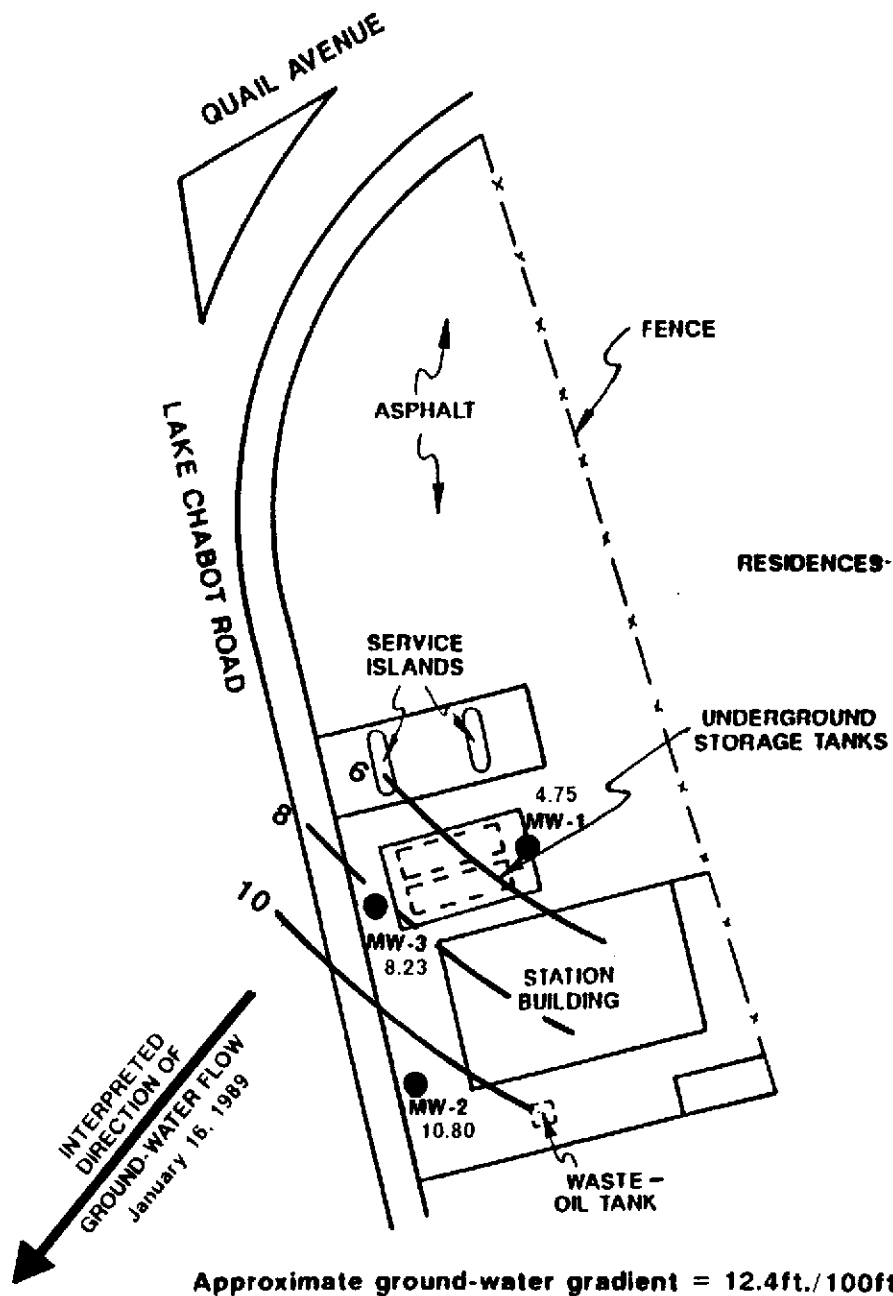 QUAIL AVENUE
FENCE
ASPHALT
LAKE CHABOT ROAD
RESIDENCES-
SERVICE
ISLANDS
UNDERGROUND
STORAGE TANKS
6
4.75
MW-1
8
10
MW-3
8.23
STATION
BUILDING
INTERPRETED
DIRECTION OF
GROUND-WATER FLOW
January 16, 1989
MW-2
10.80
WASTE-
OIL TANK
Approximate ground-water gradient = 12.4ft./100ft